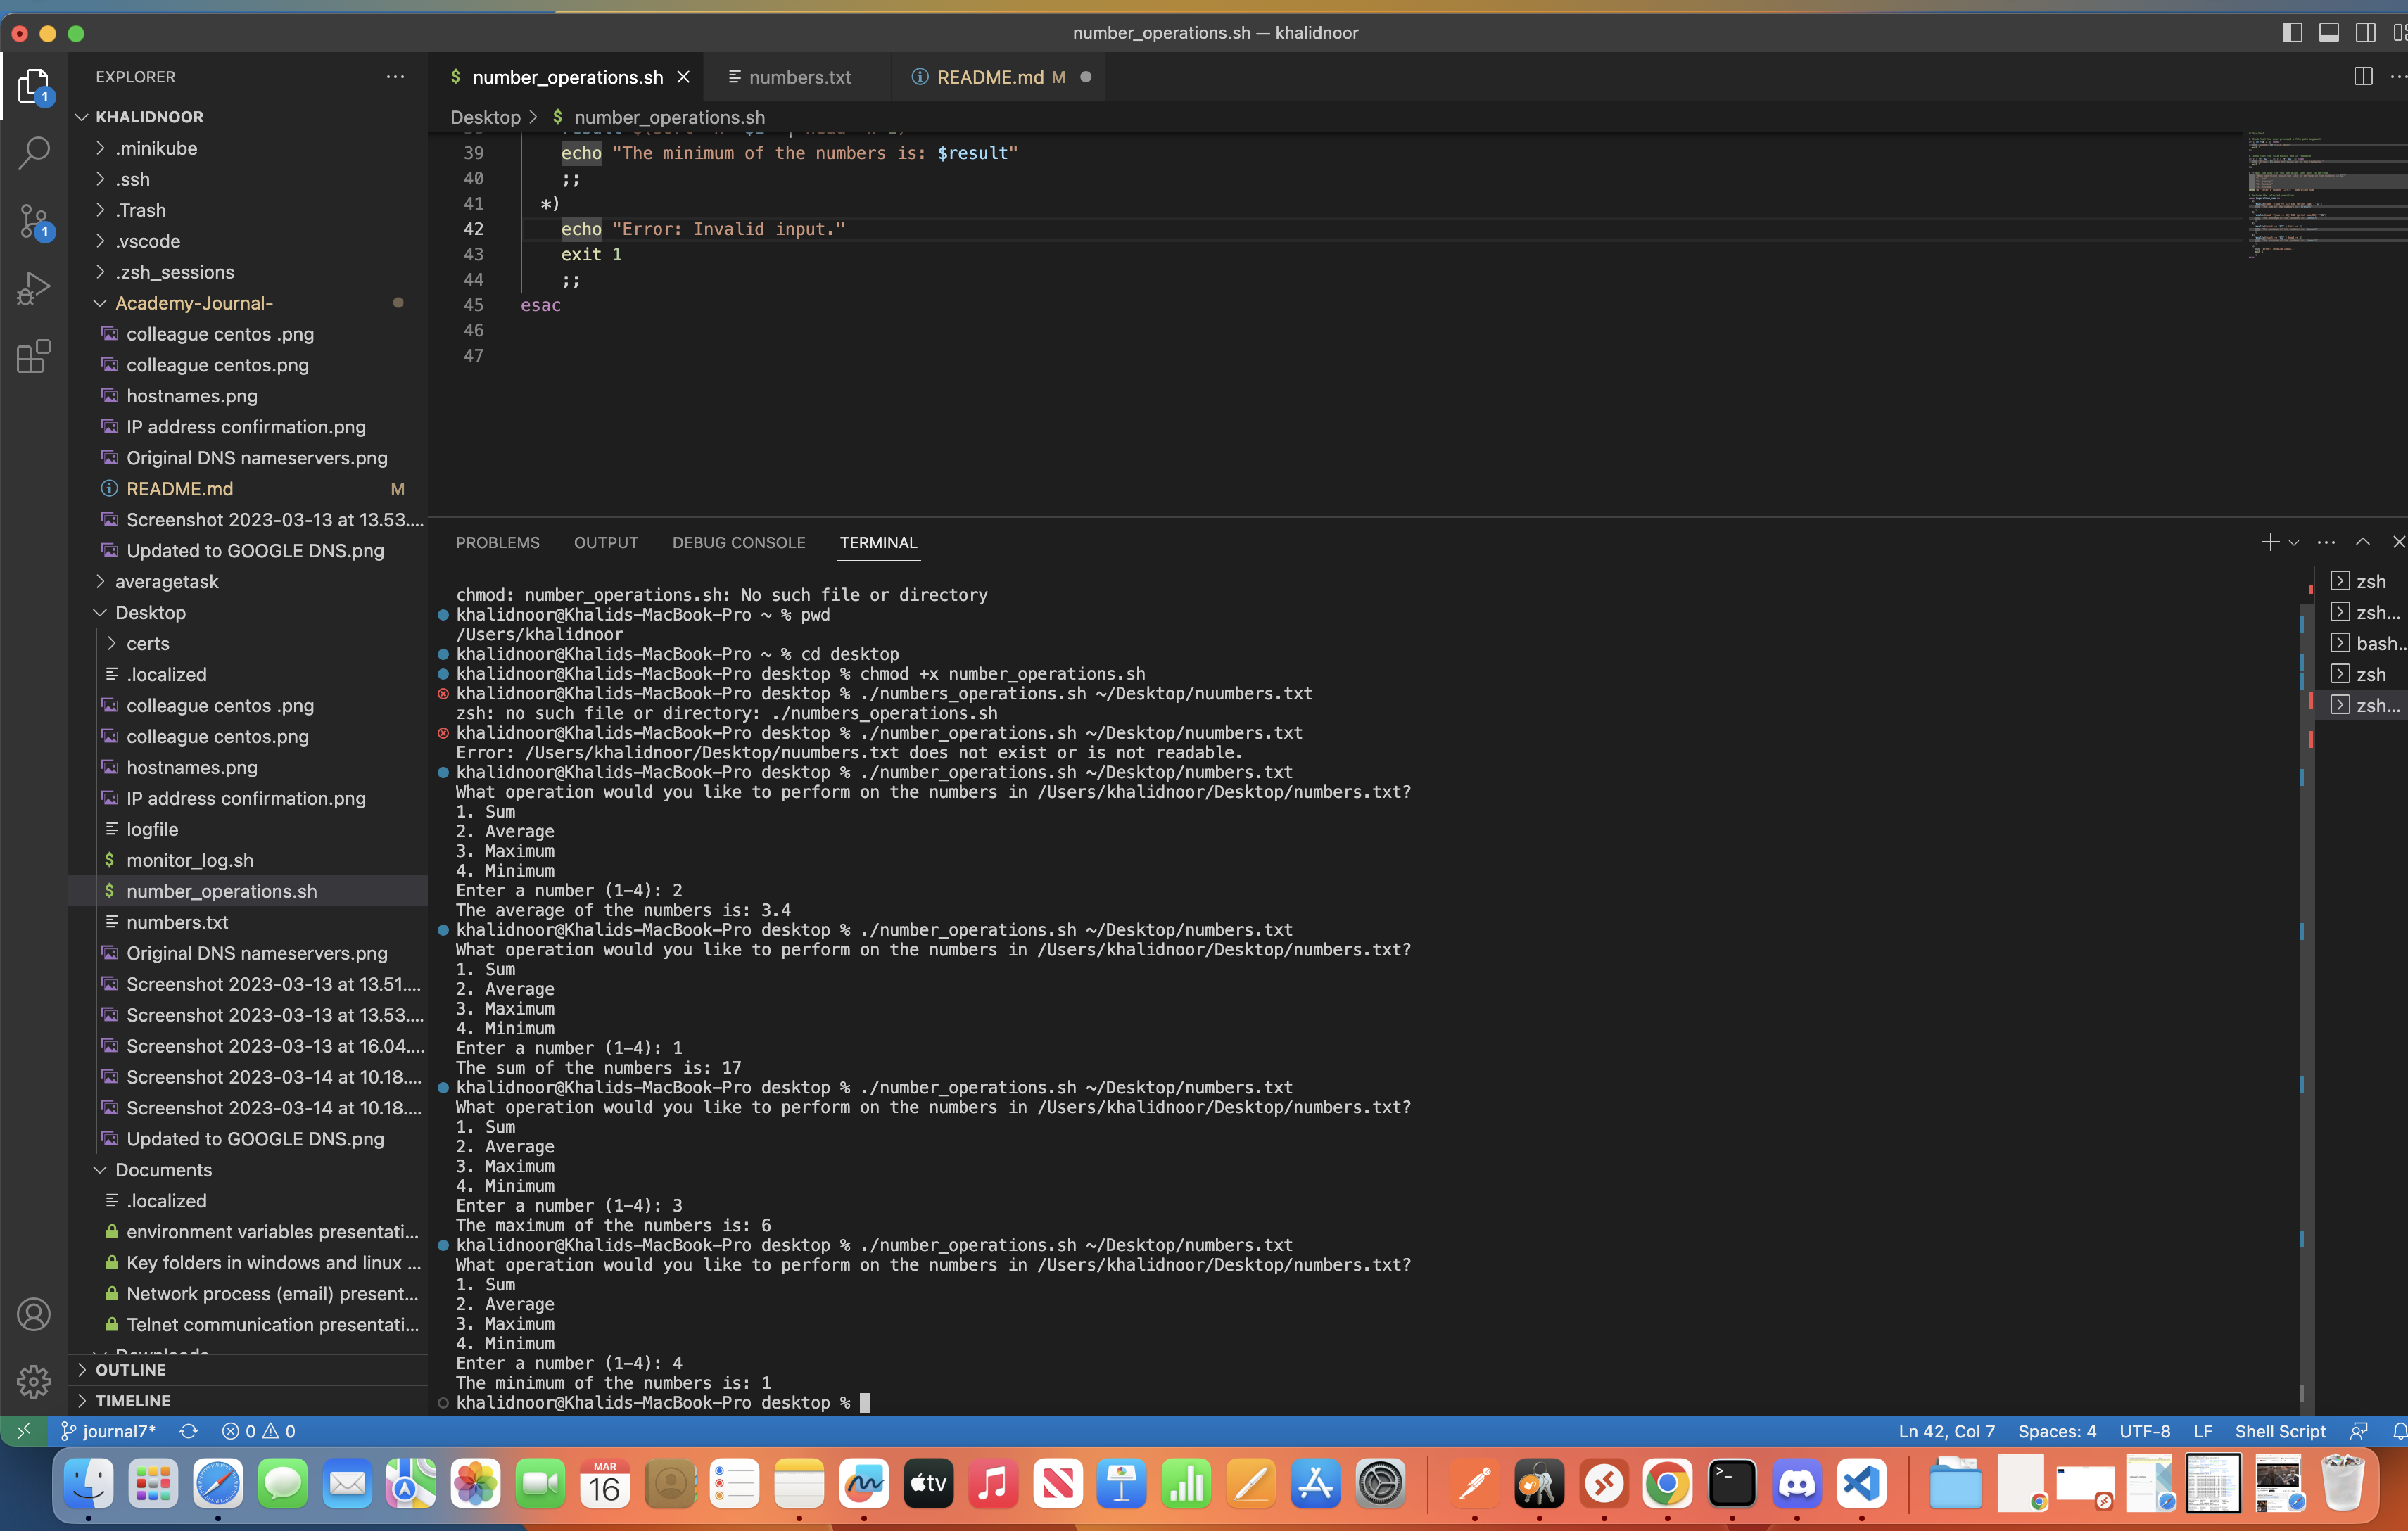 number_operations.sh — khalidnoor
EXPLORER
KHALIDNOOR
.minikube
.ssh
.Trash
.vscode
.zsh_sessions
Academy-Journal-
colleague centos .png
colleague centos.png
hostnames.png
IP address confirmation.png
Original DNS nameservers.png
README.md M
Screenshot 2023-03-13 at 13.53....
Updated to GOOGLE DNS.png
averagetask
Desktop
certs
.localized
colleague centos .png
colleague centos.png
hostnames.png
IP address confirmation.png
logfile
$ monitor_log.sh
$ number_operations.sh
numbers.txt
Original DNS nameservers.png
Screenshot 2023-03-13 at 13.51....
Screenshot 2023-03-13 at 13.53....
Screenshot 2023-03-13 at 16.04....
Screenshot 2023-03-14 at 10.18....
Screenshot 2023-03-14 at 10.18....
Updated to GOOGLE DNS.png
Documents
.localized
environment variables presentati...
Key folders in windows and linux ...
Network process (email) present...
Telnet communication presentati...
Downloads
OUTLINE
TIMELINE
1
1
$ number_operations.sh
numbers.txt
README.md M
Desktop > $ number_operations.sh
39 echo "The minimum of the numbers is: $result"
40 ;;
41 *)
42 echo "Error: Invalid input."
43 exit 1
44 ;;
45 esac
46
47
PROBLEMS OUTPUT DEBUG CONSOLE TERMINAL
chmod: number_operations.sh: No such file or directory
khalidnoor@Khalids-MacBook-Pro ~ % pwd
/Users/khalidnoor
khalidnoor@Khalids-MacBook-Pro ~ % cd desktop
khalidnoor@Khalids-MacBook-Pro desktop % chmod +x number_operations.sh
khalidnoor@Khalids-MacBook-Pro desktop % ./numbers_operations.sh ~/Desktop/nuumbers.txt
zsh: no such file or directory: ./numbers_operations.sh
khalidnoor@Khalids-MacBook-Pro desktop % ./number_operations.sh ~/Desktop/nuumbers.txt
Error: /Users/khalidnoor/Desktop/nuumbers.txt does not exist or is not readable.
khalidnoor@Khalids-MacBook-Pro desktop % ./number_operations.sh ~/Desktop/numbers.txt
What operation would you like to perform on the numbers in /Users/khalidnoor/Desktop/numbers.txt?
1. Sum
2. Average
3. Maximum
4. Minimum
Enter a number (1-4): 2
The average of the numbers is: 3.4
khalidnoor@Khalids-MacBook-Pro desktop % ./number_operations.sh ~/Desktop/numbers.txt
What operation would you like to perform on the numbers in /Users/khalidnoor/Desktop/numbers.txt?
1. Sum
2. Average
3. Maximum
4. Minimum
Enter a number (1-4): 1
The sum of the numbers is: 17
khalidnoor@Khalids-MacBook-Pro desktop % ./number_operations.sh ~/Desktop/numbers.txt
What operation would you like to perform on the numbers in /Users/khalidnoor/Desktop/numbers.txt?
1. Sum
2. Average
3. Maximum
4. Minimum
Enter a number (1-4): 3
The maximum of the numbers is: 6
khalidnoor@Khalids-MacBook-Pro desktop % ./number_operations.sh ~/Desktop/numbers.txt
What operation would you like to perform on the numbers in /Users/khalidnoor/Desktop/numbers.txt?
1. Sum
2. Average
3. Maximum
4. Minimum
Enter a number (1-4): 4
The minimum of the numbers is: 1
khalidnoor@Khalids-MacBook-Pro desktop %
zsh
zsh...
bash...
zsh
zsh...
journal7* 0 0
Ln 42, Col 7 Spaces: 4 UTF-8 LF Shell Script
MAR
16
tv